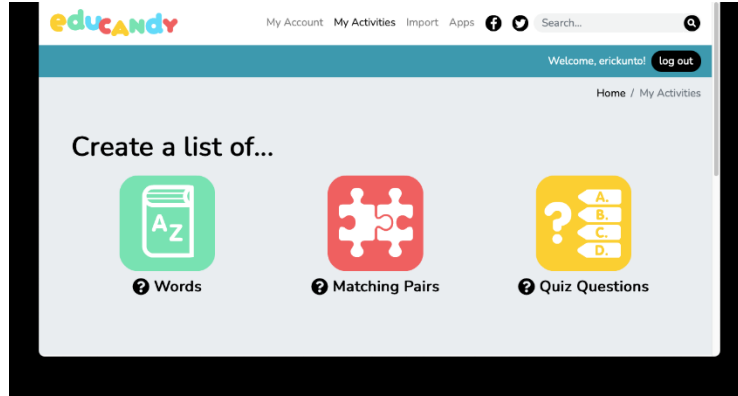 educandy
My Account My Activities Import Apps Search...
Welcome, erickunto! log out
Home / My Activities
Create a list of...
AZ
A.
? B.
C.
D.
? Words ? Matching Pairs ? Quiz Questions